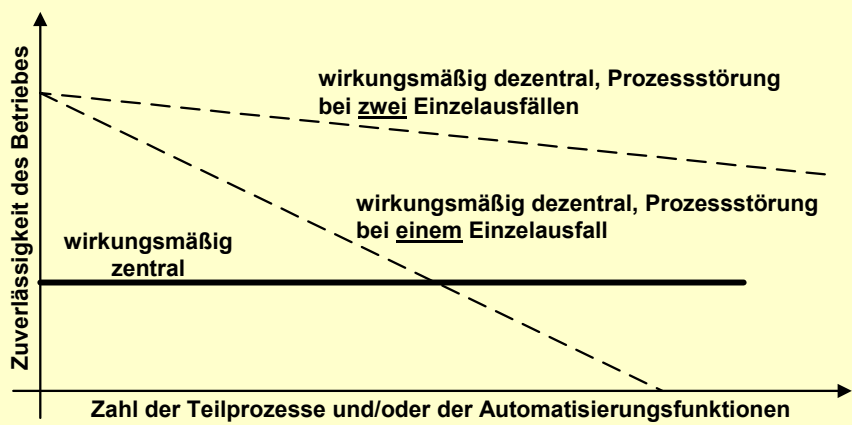 Zuverlässigkeit des Betriebes
wirkungsmäßig dezentral, Prozessstörung
bei zwei Einzelausfällen
wirkungsmäßig dezentral, Prozessstörung
bei einem Einzelausfall
wirkungsmäßig
zentral
Zahl der Teilprozesse und/oder der Automatisierungsfunktionen